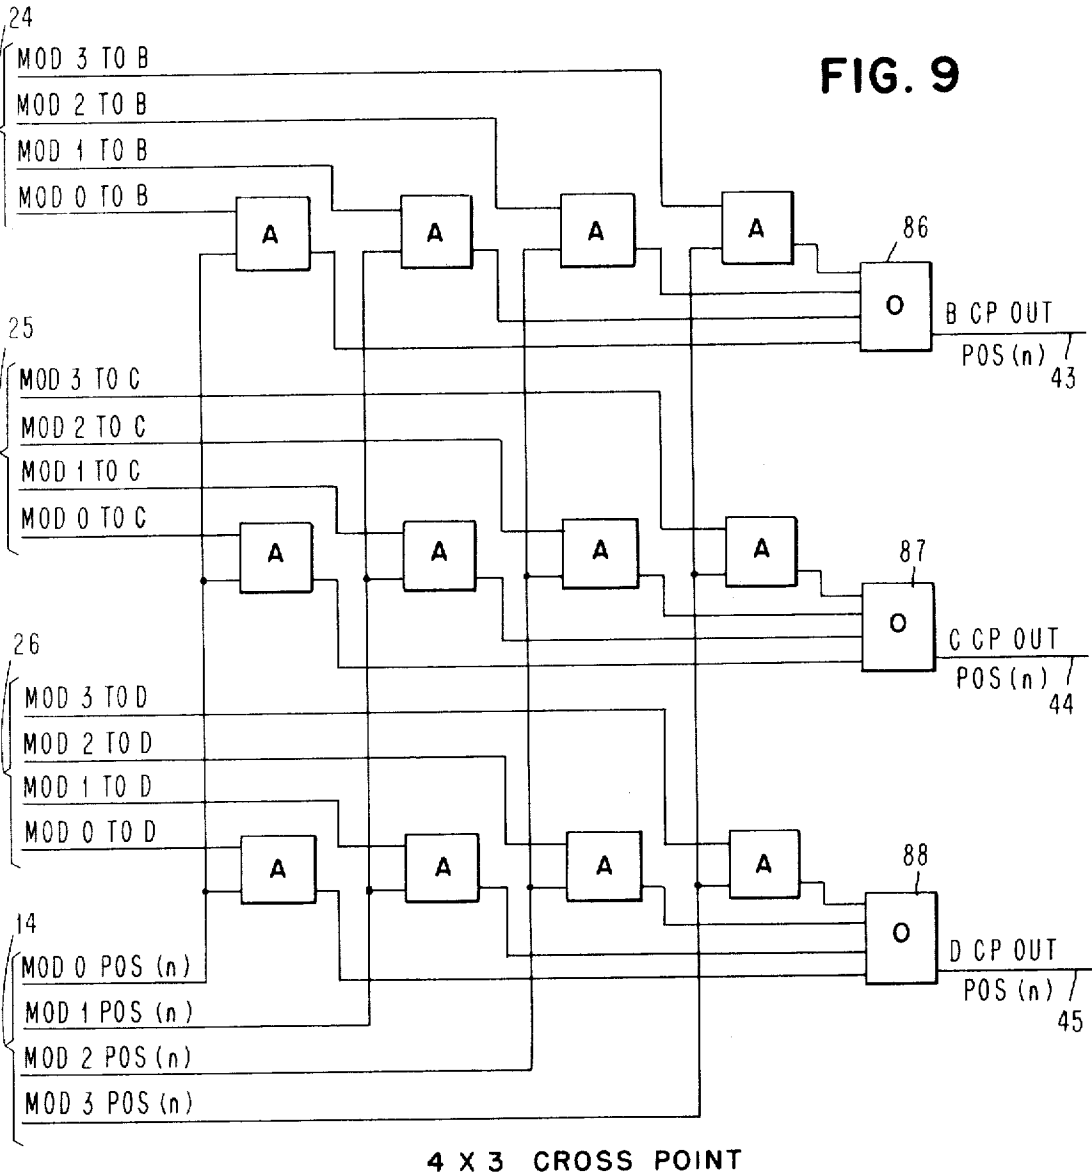 24
MOD 3 TO B
FIG. 9
MOD 2 TO B
MOD 1 TO B
MOD 0 TO B
A
A
A
A
86
O
B CP OUT
POS (n)
43
25
MOD 3 TO C
MOD 2 TO C
MOD 1 TO C
MOD 0 TO C
A
A
A
A
87
O
C CP OUT
POS (n)
44
26
MOD 3 TO D
MOD 2 TO D
MOD 1 TO D
MOD 0 TO D
A
A
A
A
88
O
D CP OUT
POS (n)
45
14
MOD 0 POS (n)
MOD 1 POS (n)
MOD 2 POS (n)
MOD 3 POS (n)
4 X 3 CROSS POINT